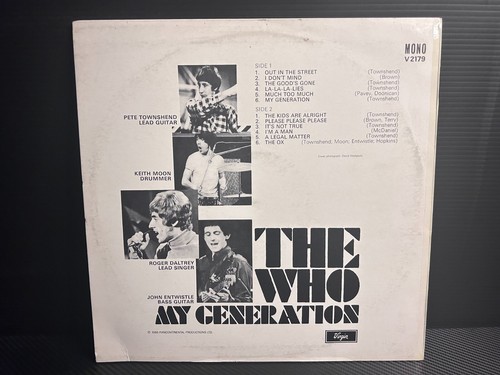 MONO
V 2179
SIDE 1
1. OUT IN THE STREET (Townshend)
2. I DON'T MIND (Brown)
3. THE GOOD'S GONE (Townshend)
4. LA-LA-LA-LIES (Townshend)
5. MUCH TOO MUCH
6. MY GENERATION (Townshend)
SIDE 2
1. THE KIDS ARE ALRIGHT (Townshend)
2. PLEASE PLEASE PLEASE (Brown, Terry)
3. IT'S NOT TRUE (Townshend)
4. I'M A MAN (McDaniel)
5. A LEGAL MATTER (Townshend)
6. THE OX (Townshend, Moon, Entwistle, Hopkins)
PETE TOWNSHEND
LEAD GUITAR
KEITH MOON
DRUMMER
ROGER DALTREY
LEAD SINGER
JOHN ENTWISTLE
BASS GUITAR
THE
WHO
MY GENERATION
Virgin